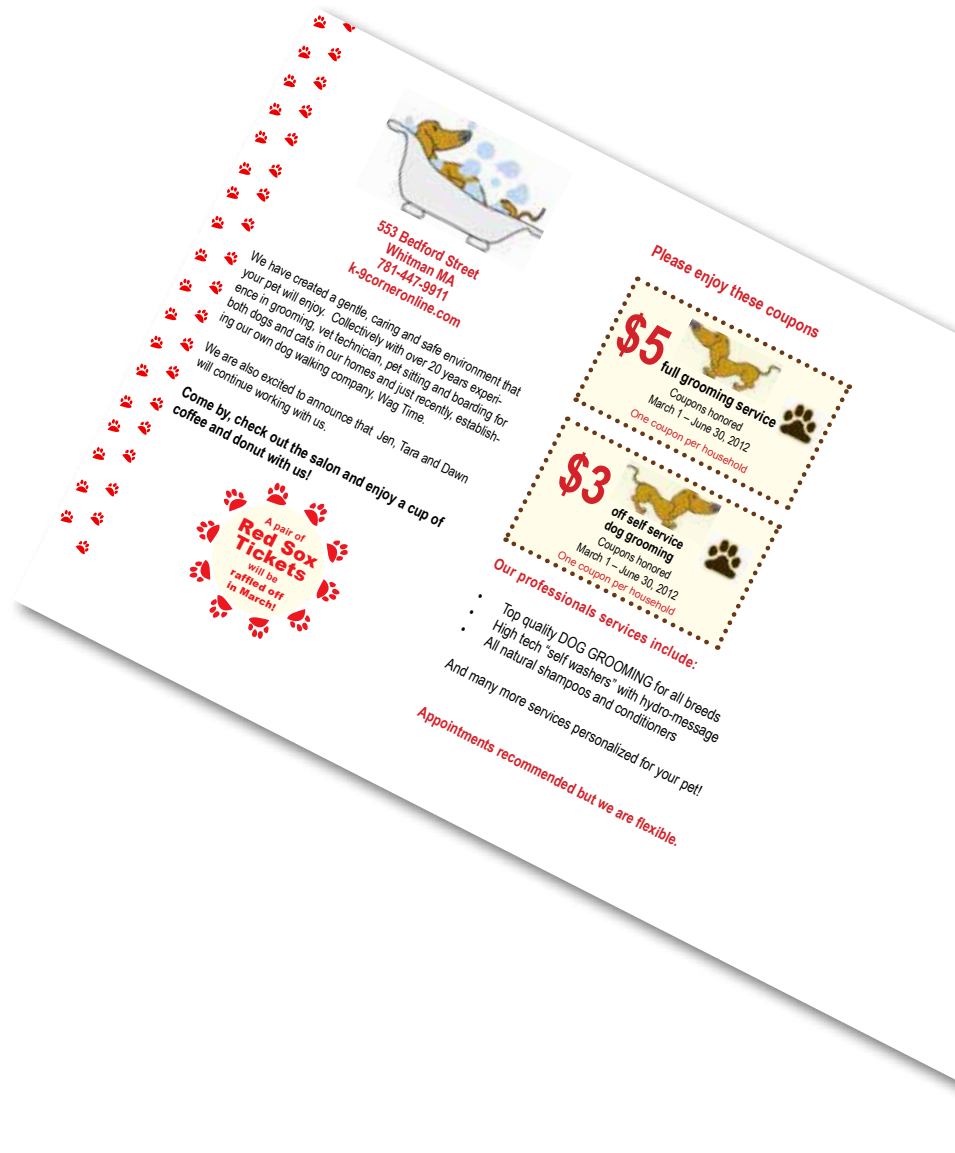 553 Bedford Street
Whitman MA
781-447-9911
k-9corneronline.com
We have created a gentle, caring and safe environment that
your pet will enjoy.  Collectively with over 20 years experi-
ence in grooming, vet technician, pet sitting and boarding for
both dogs and cats in our homes and just recently, establish-
ing our own dog walking company, Wag Time.
We are also excited to announce that  Jen, Tara and Dawn
will continue working with us.
Come by, check out the salon and enjoy a cup of
coffee and donut with us!
A pair of
Red Sox
Tickets
will be
raffled off
in March!
Please enjoy these coupons
$5
full grooming service
Coupons honored
March 1 – June 30, 2012
One coupon per household
$3
off self service
dog grooming
Coupons honored
March 1 – June 30, 2012
One coupon per household
Our professionals services include:
• Top quality DOG GROOMING for all breeds
• High tech “self washers” with hydro-message
• All natural shampoos and conditioners
And many more services personalized for your pet!
Appointments recommended but we are flexible.